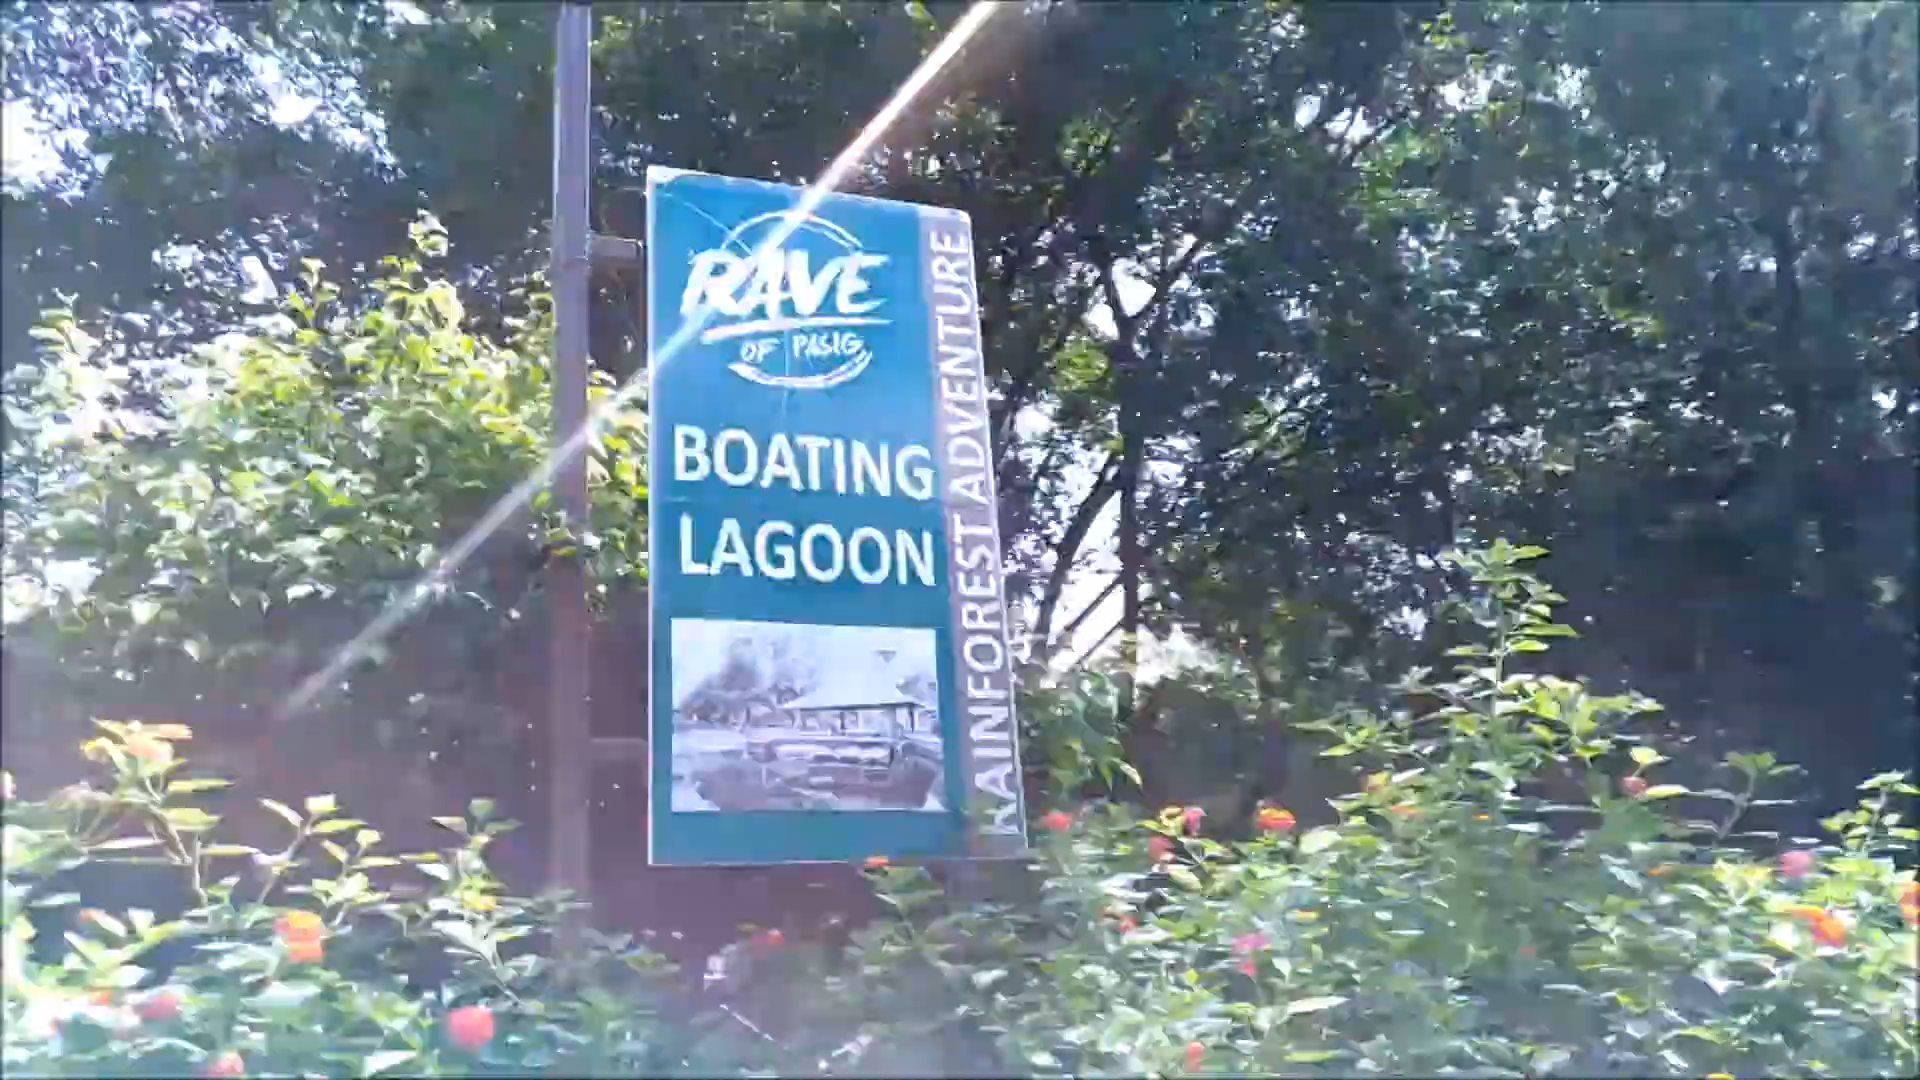 RAVE
OF PASIG
BOATING
LAGOON
RAINFOREST ADVENTURE